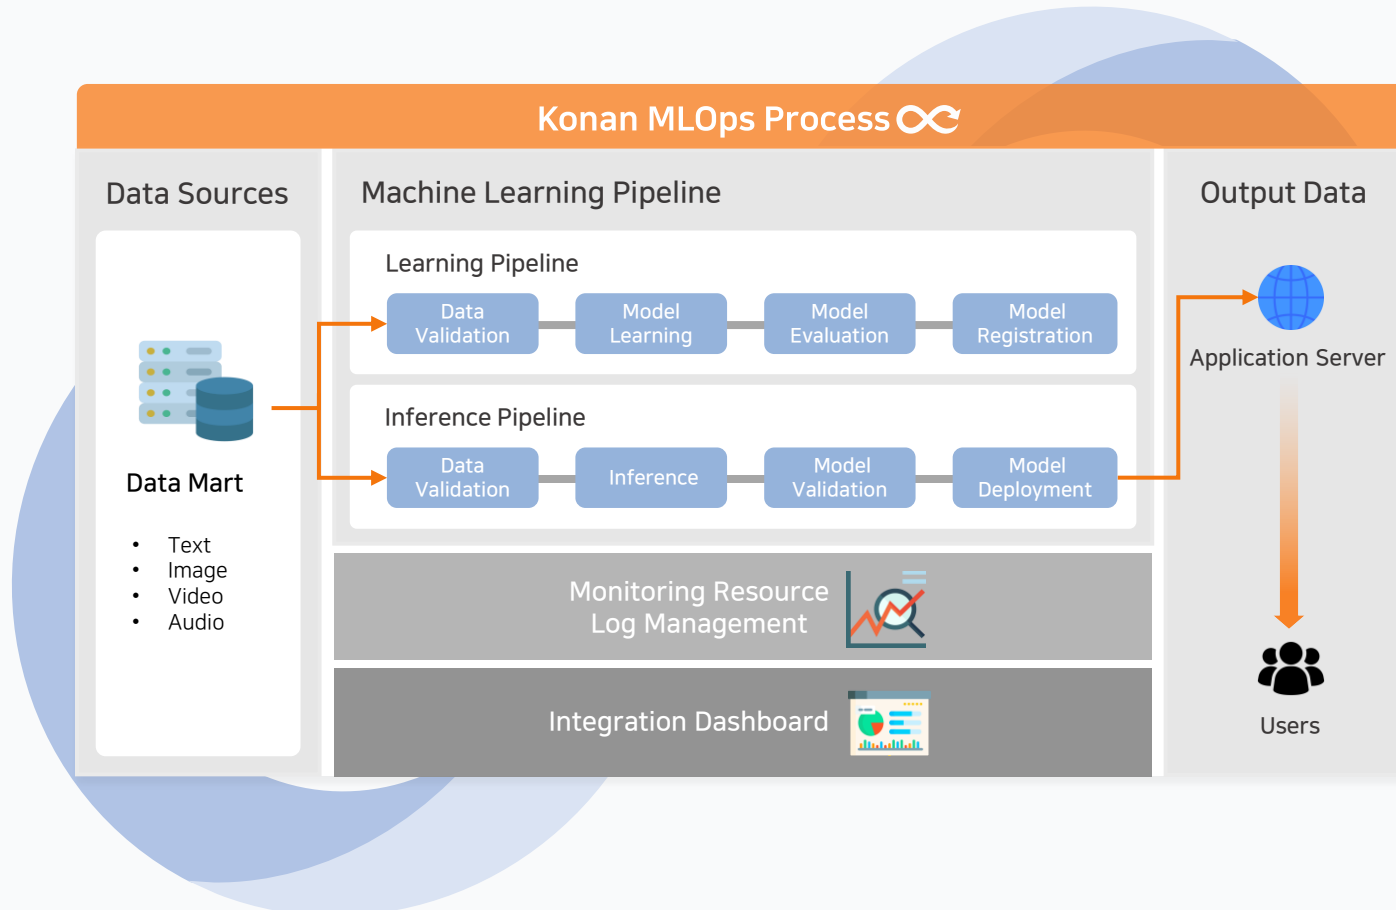 Konan MLOps Process
Data Sources
Data Mart
• Text
• Image
• Video
• Audio
Machine Learning Pipeline
Learning Pipeline
Data
Validation
Model
Learning
Model
Evaluation
Model
Registration
Inference Pipeline
Data
Validation
Inference
Model
Validation
Model
Deployment
Monitoring Resource
Log Management
Integration Dashboard
Output Data
Application Server
Users